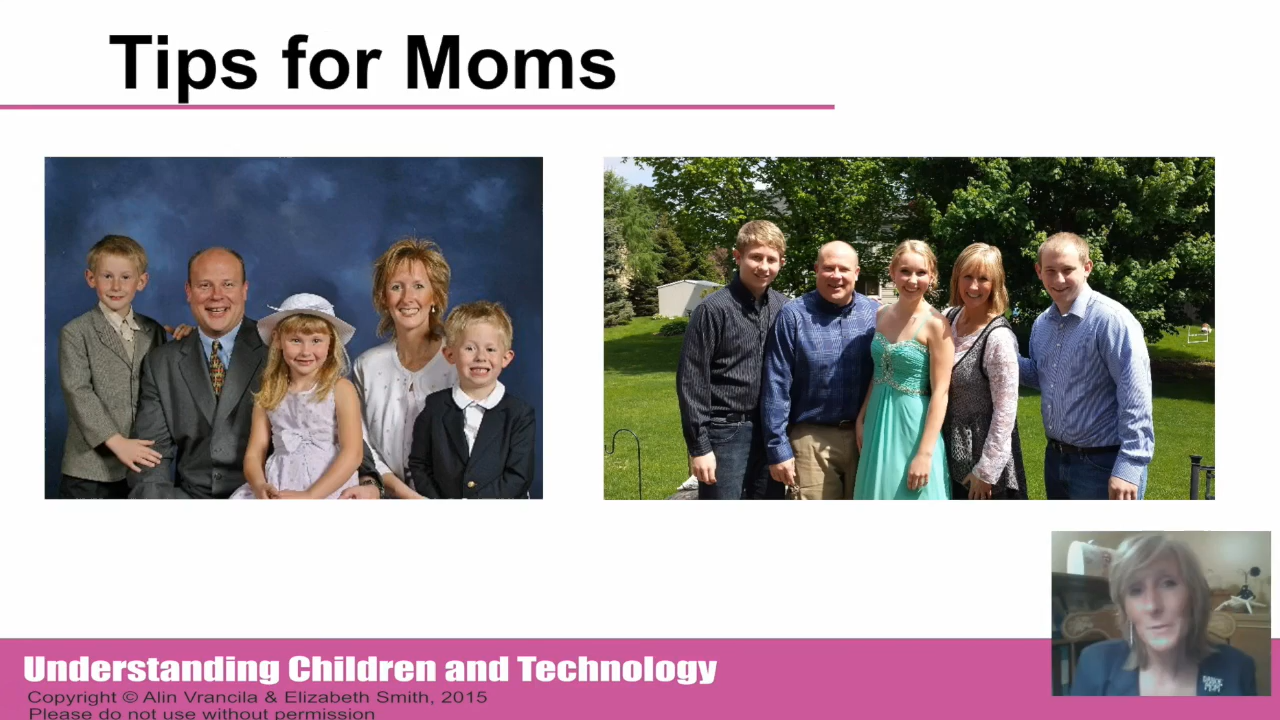 Tips for Moms
Understanding Children and Technology
Copyright © Alin Vrancila & Elizabeth Smith, 2015
Please do not use without permission